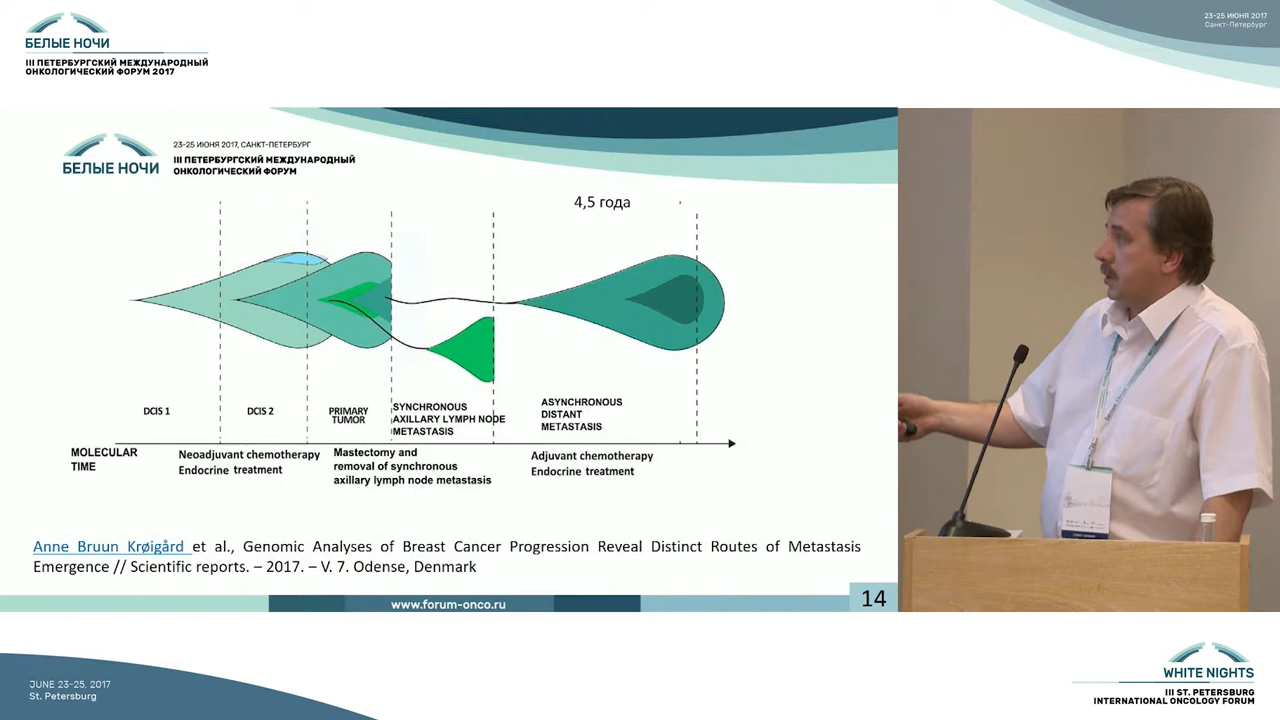 БЕЛЫЕ НОЧИ
III ПЕТЕРБУРГСКИЙ МЕЖДУНАРОДНЫЙ
ОНКОЛОГИЧЕСКИЙ ФОРУМ 2017
23-25 ИЮНЯ 2017
Санкт-Петербург
БЕЛЫЕ НОЧИ
23-25 ИЮНЯ 2017, САНКТ-ПЕТЕРБУРГ
III ПЕТЕРБУРГСКИЙ МЕЖДУНАРОДНЫЙ
ОНКОЛОГИЧЕСКИЙ ФОРУМ
4,5 года
DCIS 1
DCIS 2
PRIMARY
TUMOR
SYNCHRONOUS
AXILLARY LYMPH NODE
METASTASIS
ASYNCHRONOUS
DISTANT
METASTASIS
MOLECULAR
TIME
Neoadjuvant chemotherapy
Endocrine treatment
Mastectomy and
removal of synchronous
axillary lymph node metastasis
Adjuvant chemotherapy
Endocrine treatment
Anne Bruun Krøigård et al., Genomic Analyses of Breast Cancer Progression Reveal Distinct Routes of Metastasis
Emergence // Scientific reports. – 2017. – V. 7. Odense, Denmark
www.forum-onco.ru
14
JUNE 23-25, 2017
St. Petersburg
WHITE NIGHTS
III ST. PETERSBURG
INTERNATIONAL ONCOLOGY FORUM